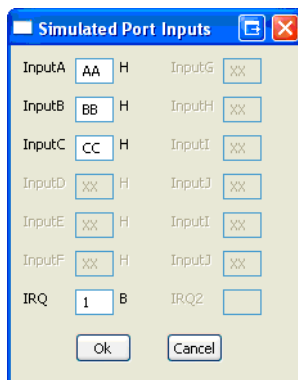 Simulated Port Inputs
InputA AA H InputG XX
InputB BB H InputH XX
InputC CC H InputI XX
InputD XX H InputJ XX
InputE XX H InputI XX
InputF XX H InputJ XX
IRQ 1 B IRQ2
Ok Cancel